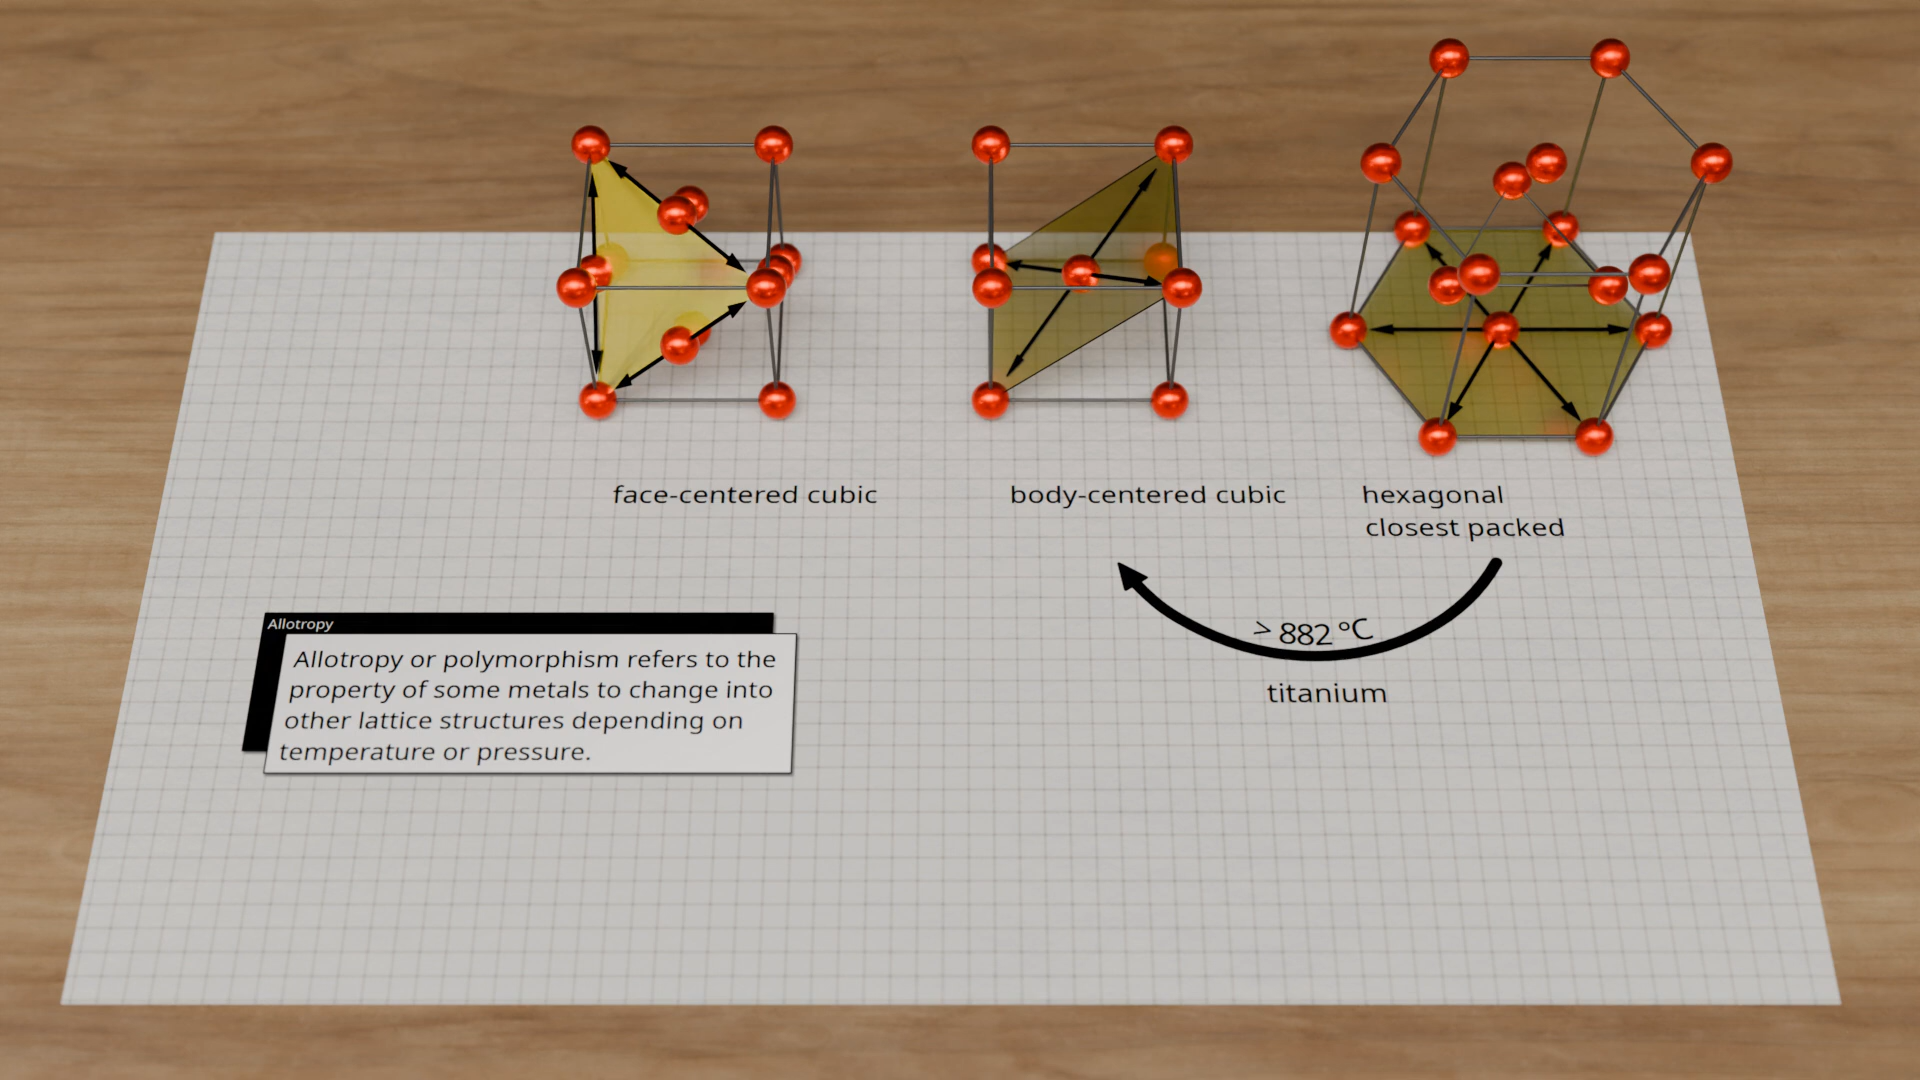 face-centered cubic
body-centered cubic
hexagonal
closest packed
> 882 °C
titanium
Allotropy
Allotropy or polymorphism refers to the
property of some metals to change into
other lattice structures depending on
temperature or pressure.